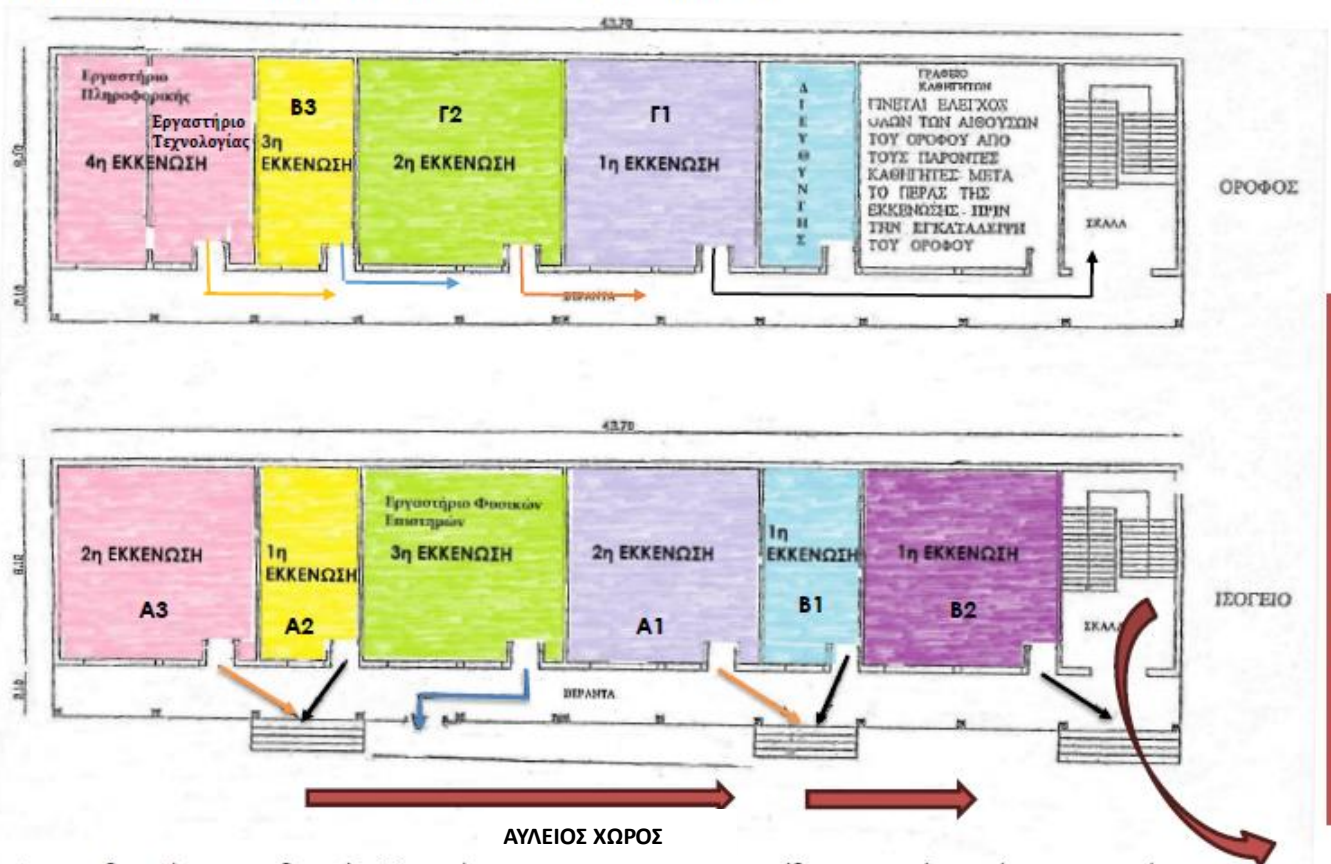 43.70
Εργαστήριο
Πληροφορικής
Εργαστήριο
Τεχνολογίας
4η ΕΚΚΕΝΩΣΗ
Β3
3η
ΕΚΚΕΝΩΣΗ
Γ2
2η ΕΚΚΕΝΩΣΗ
Γ1
1η ΕΚΚΕΝΩΣΗ
Δ
Ι
Ε
Υ
Θ
Υ
Ν
Τ
Η
Σ
ΓΡΑΦΕΙΟ
ΚΑΘΗΓΗΤΩΝ
ΓΙΝΕΤΑΙ ΕΛΕΓΧΟΣ
ΟΛΩΝ ΤΩΝ ΑΙΘΟΥΣΩΝ
ΤΟΥ ΟΡΟΦΟΥ ΑΠΟ
ΤΟΥΣ ΠΑΡΟΝΤΕΣ
ΚΑΘΗΓΗΤΕΣ ΜΕΤΑ
ΤΟ ΠΕΡΑΣ ΤΗΣ
ΕΚΚΕΝΩΣΗΣ - ΠΡΙΝ
ΤΗΝ ΕΓΚΑΤΑΛΕΙΨΗ
ΤΟΥ ΟΡΟΦΟΥ
ΣΚΑΛΑ
ΟΡΟΦΟΣ
ΒΕΡΑΝΤΑ
43.70
2η ΕΚΚΕΝΩΣΗ
Α3
1η
ΕΚΚΕΝΩΣΗ
Α2
Εργαστήριο Φυσικών
Επιστημών
3η ΕΚΚΕΝΩΣΗ
2η ΕΚΚΕΝΩΣΗ
Α1
1η
ΕΚΚΕΝΩΣΗ
Β1
1η ΕΚΚΕΝΩΣΗ
Β2
ΣΚΑΛΑ
ΙΣΟΓΕΙΟ
ΒΕΡΑΝΤΑ
ΑΥΛΕΙΟΣ ΧΩΡΟΣ